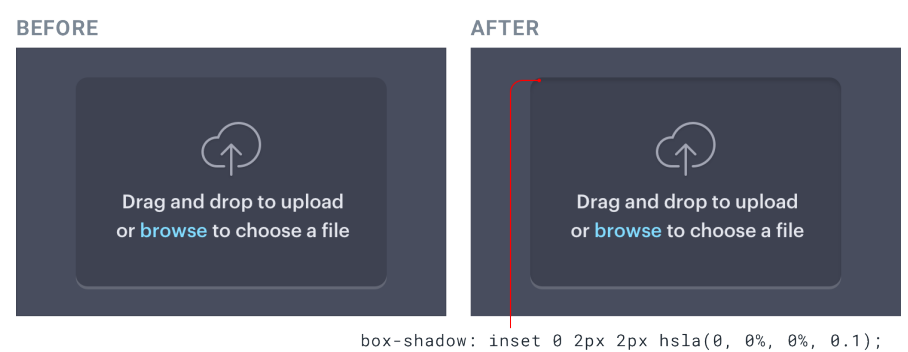 BEFORE
AFTER
Drag and drop to upload
or browse to choose a file
Drag and drop to upload
or browse to choose a file
box-shadow: inset 0 2px 2px hsla(0, 0%, 0%, 0.1);